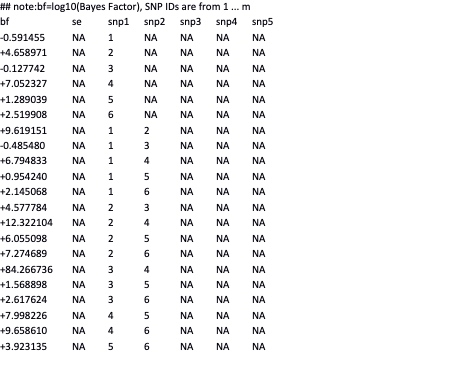 ## note:bf=log10(Bayes Factor), SNP IDs are from 1 ... m
bf se snp1 snp2 snp3 snp4 snp5
-0.591455 NA 1 NA NA NA NA
+4.658971 NA 2 NA NA NA NA
-0.127742 NA 3 NA NA NA NA
+7.052327 NA 4 NA NA NA NA
+1.289039 NA 5 NA NA NA NA
+2.519908 NA 6 NA NA NA NA
+9.619151 NA 1 2 NA NA NA
-0.485480 NA 1 3 NA NA NA
+6.794833 NA 1 4 NA NA NA
+0.954240 NA 1 5 NA NA NA
+2.145068 NA 1 6 NA NA NA
+4.577784 NA 2 3 NA NA NA
+12.322104 NA 2 4 NA NA NA
+6.055098 NA 2 5 NA NA NA
+7.274689 NA 2 6 NA NA NA
+84.266736 NA 3 4 NA NA NA
+1.568898 NA 3 5 NA NA NA
+2.617624 NA 3 6 NA NA NA
+7.998226 NA 4 5 NA NA NA
+9.658610 NA 4 6 NA NA NA
+3.923135 NA 5 6 NA NA NA